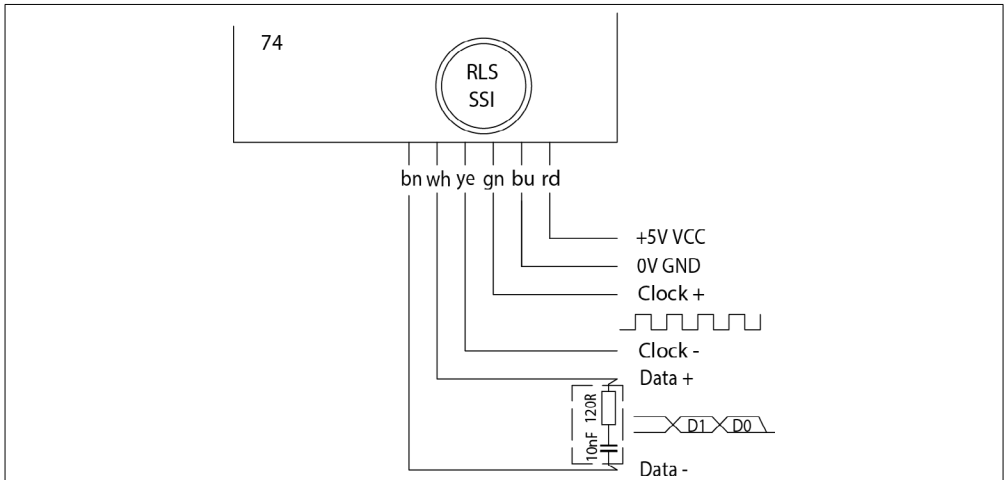 74
RLS
SSI
bn wh ye gn bu rd
+5V VCC
0V GND
Clock +
Clock -
Data +
120R
10nF
D1 D0
Data -